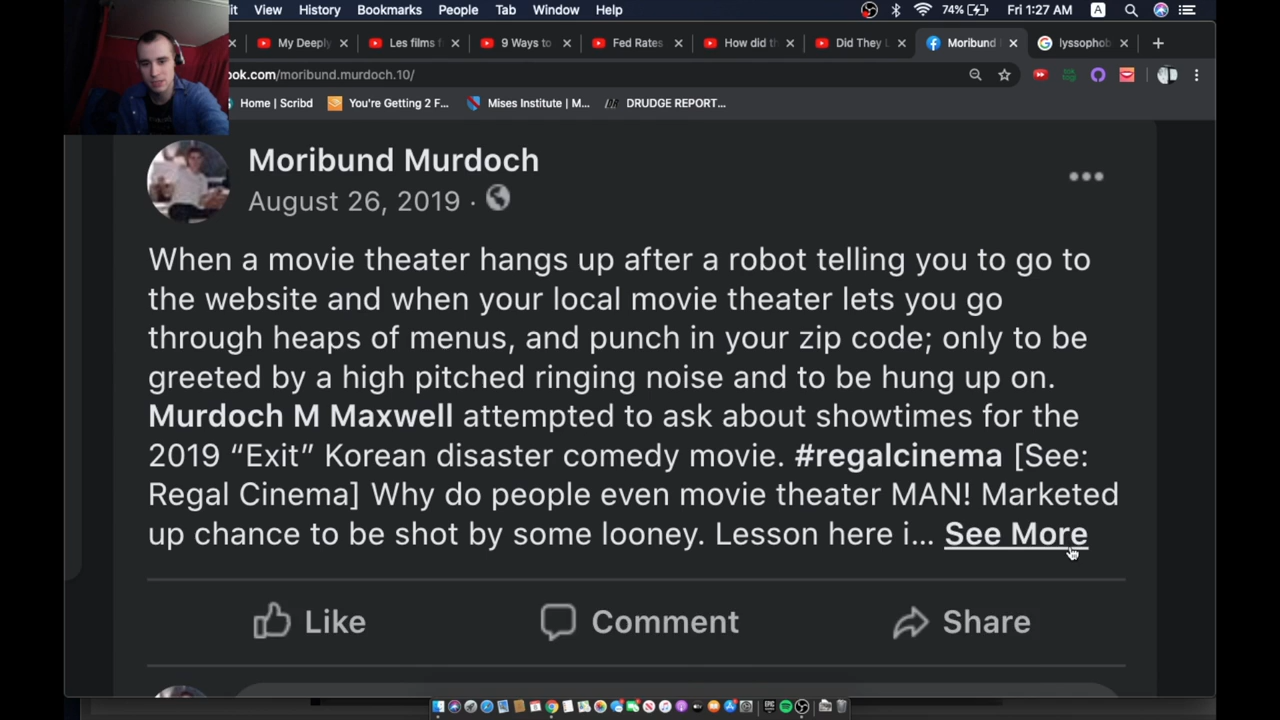 it View History Bookmarks People Tab Window Help 74% Fri 1:27 AM A
My Deeply Les films f 9 Ways to Fed Rates How did th Did They L Moribund lyssophob
ook.com/moribund.murdoch.10/
Home | Scribd You're Getting 2 F... Mises Institute | M... DRUDGE REPORT...
Moribund Murdoch
August 26, 2019 ·
When a movie theater hangs up after a robot telling you to go to
the website and when your local movie theater lets you go
through heaps of menus, and punch in your zip code; only to be
greeted by a high pitched ringing noise and to be hung up on.
Murdoch M Maxwell attempted to ask about showtimes for the
2019 “Exit” Korean disaster comedy movie. #regalcinema [See:
Regal Cinema] Why do people even movie theater MAN! Marketed
up chance to be shot by some looney. Lesson here i... See More
Like Comment Share